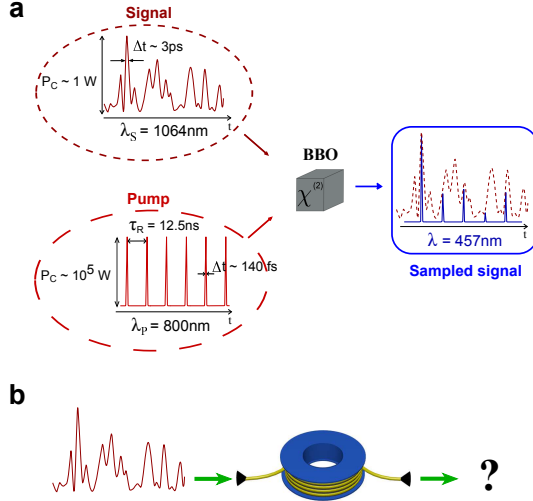 a
Signal
Δt ~ 3ps
P_C ~ 1 W
t
λ_S = 1064nm
Pump
τ_R = 12.5ns
P_C ~ 10^5 W
Δt ~ 140 fs
t
λ_P = 800nm
BBO
χ^(2)
t
λ = 457nm
Sampled signal
b
?